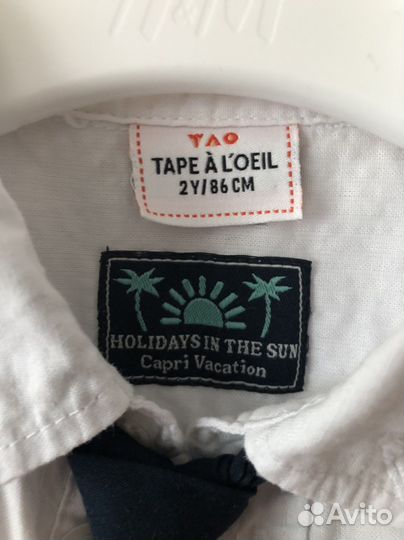 TAO
TAPE À L'OEIL
2Y/86 CM
HOLIDAYS IN THE SUN
Capri Vacation
Avito